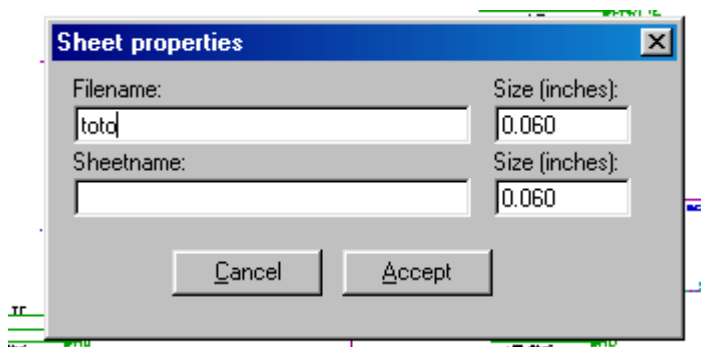 Sheet properties
Filename: Size (inches):
toto 0.060
Sheetname: Size (inches):
0.060
Cancel Accept